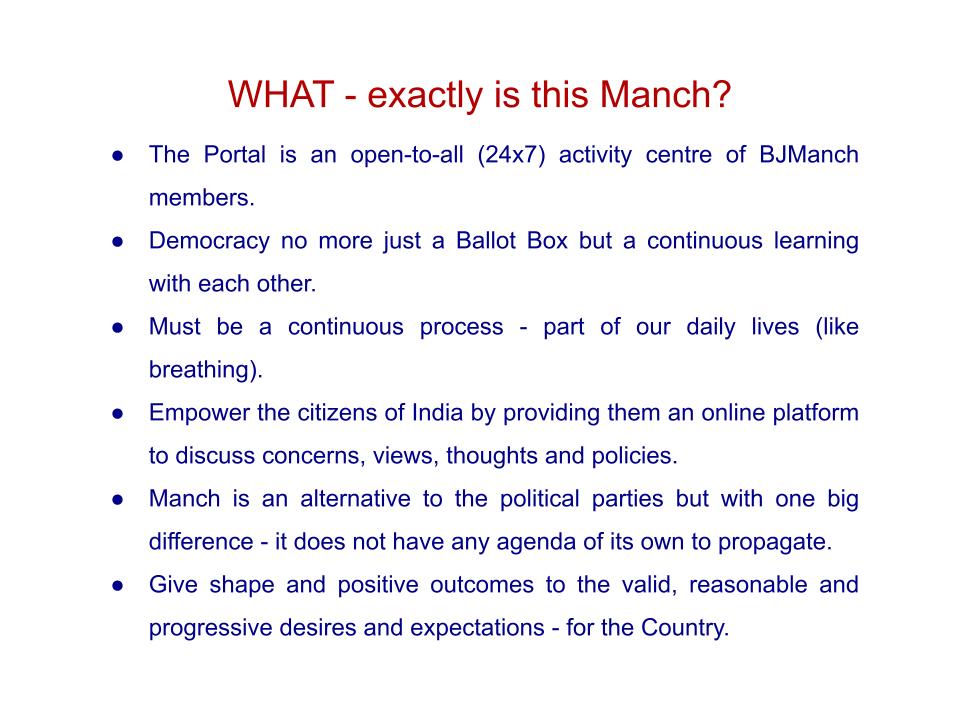 WHAT - exactly is this Manch?
● The Portal is an open-to-all (24x7) activity centre of BJManch
members.
● Democracy no more just a Ballot Box but a continuous learning
with each other.
● Must be a continuous process - part of our daily lives (like
breathing).
● Empower the citizens of India by providing them an online platform
to discuss concerns, views, thoughts and policies.
● Manch is an alternative to the political parties but with one big
difference - it does not have any agenda of its own to propagate.
● Give shape and positive outcomes to the valid, reasonable and
progressive desires and expectations - for the Country.